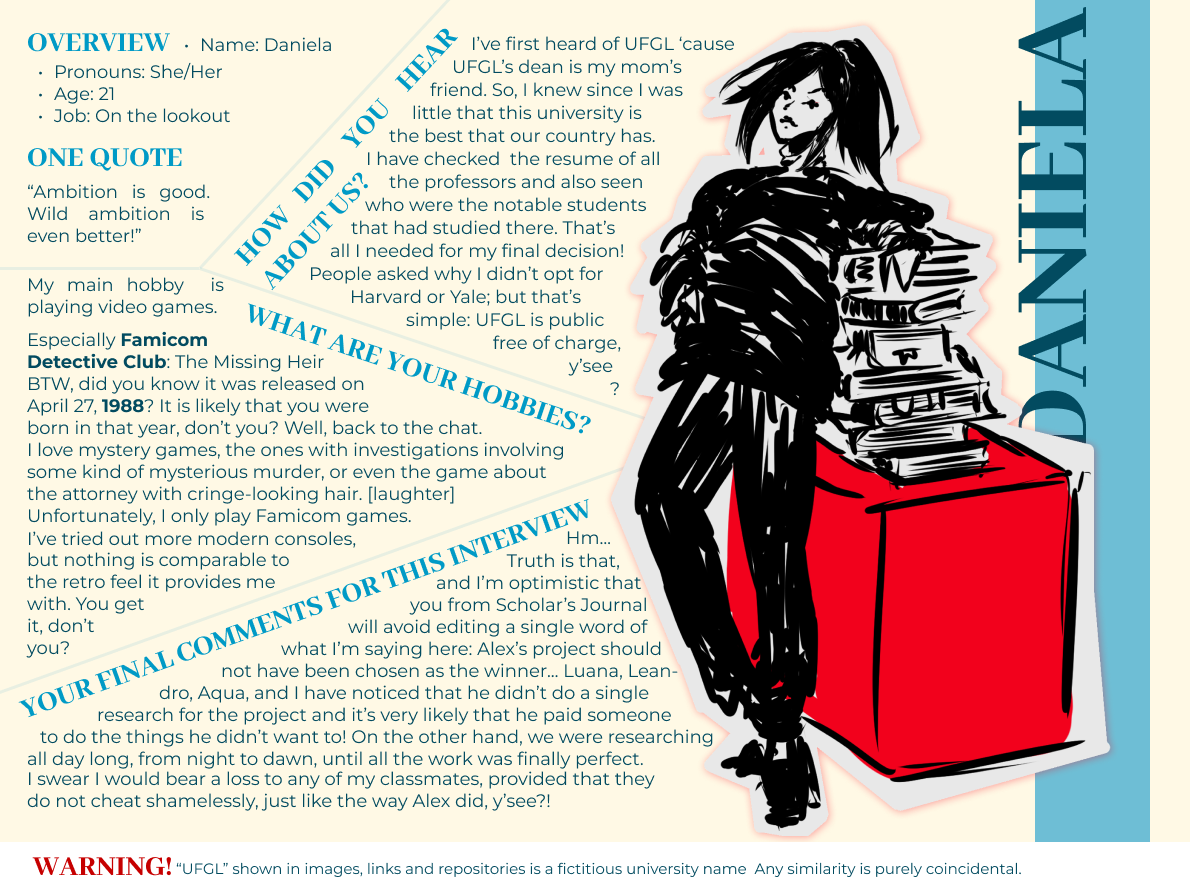 OVERVIEW • Name: Daniela
• Pronouns: She/Her
• Age: 21
• Job: On the lookout
ONE QUOTE
“Ambition is good.
Wild ambition is
even better!”
HOW DID YOU HEAR
ABOUT US?
I’ve first heard of UFGL ‘cause
UFGL’s dean is my mom’s
friend. So, I knew since I was
little that this university is
the best that our country has.
I have checked the resume of all
the professors and also seen
who were the notable students
that had studied there. That’s
all I needed for my final decision!
People asked why I didn’t opt for
Harvard or Yale; but that’s
simple: UFGL is public
free of charge,
y’see
?
WHAT ARE YOUR HOBBIES?
My main hobby is
playing video games.
Especially Famicom
Detective Club: The Missing Heir
BTW, did you know it was released on
April 27, 1988? It is likely that you were
born in that year, don’t you? Well, back to the chat.
I love mystery games, the ones with investigations involving
some kind of mysterious murder, or even the game about
the attorney with cringe-looking hair. [laughter]
Unfortunately, I only play Famicom games.
I’ve tried out more modern consoles,
but nothing is comparable to
the retro feel it provides me
with. You get
it, don’t
you?
YOUR FINAL COMMENTS FOR THIS INTERVIEW
Hm...
Truth is that,
and I’m optimistic that
you from Scholar’s Journal
will avoid editing a single word of
what I’m saying here: Alex’s project should
not have been chosen as the winner... Luana, Lean-
dro, Aqua, and I have noticed that he didn’t do a single
research for the project and it’s very likely that he paid someone
to do the things he didn’t want to! On the other hand, we were researching
all day long, from night to dawn, until all the work was finally perfect.
I swear I would bear a loss to any of my classmates, provided that they
do not cheat shamelessly, just like the way Alex did, y’see?!
DANIELA
WARNING! “UFGL” shown in images, links and repositories is a fictitious university name Any similarity is purely coincidental.